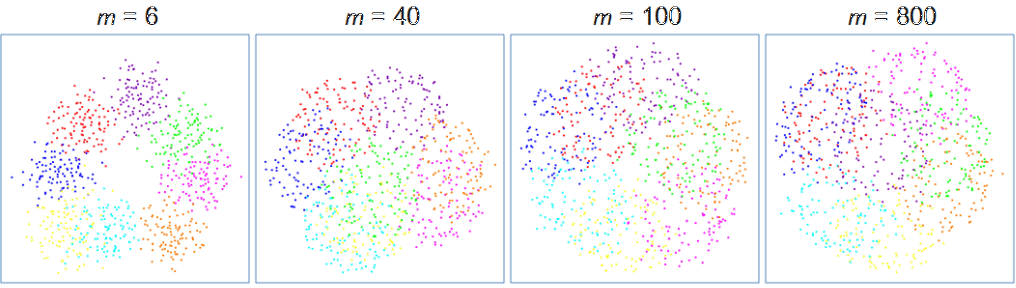 m = 6
m = 40
m = 100
m = 800